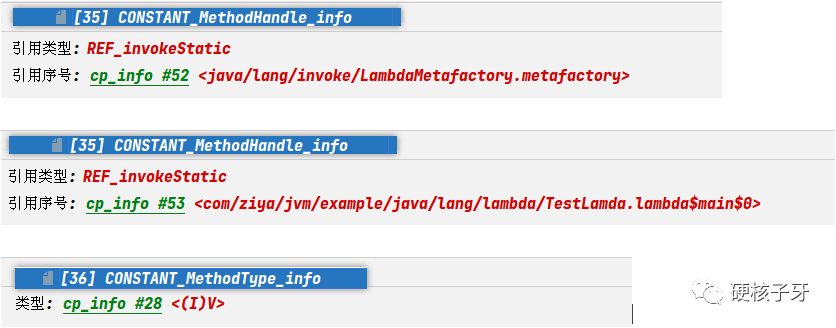 [35] CONSTANT_MethodHandle_info
引用类型: REF_invokeStatic
引用序号: cp_info #52 <java/lang/invoke/LambdaMetafactory.metafactory>
[35] CONSTANT_MethodHandle_info
引用类型: REF_invokeStatic
引用序号: cp_info #53 <com/ziya/jvm/example/java/lang/lambda/TestLamda.lambda$main$0>
[36] CONSTANT_MethodType_info
类型: cp_info #28 <(I)V>
硬核子牙